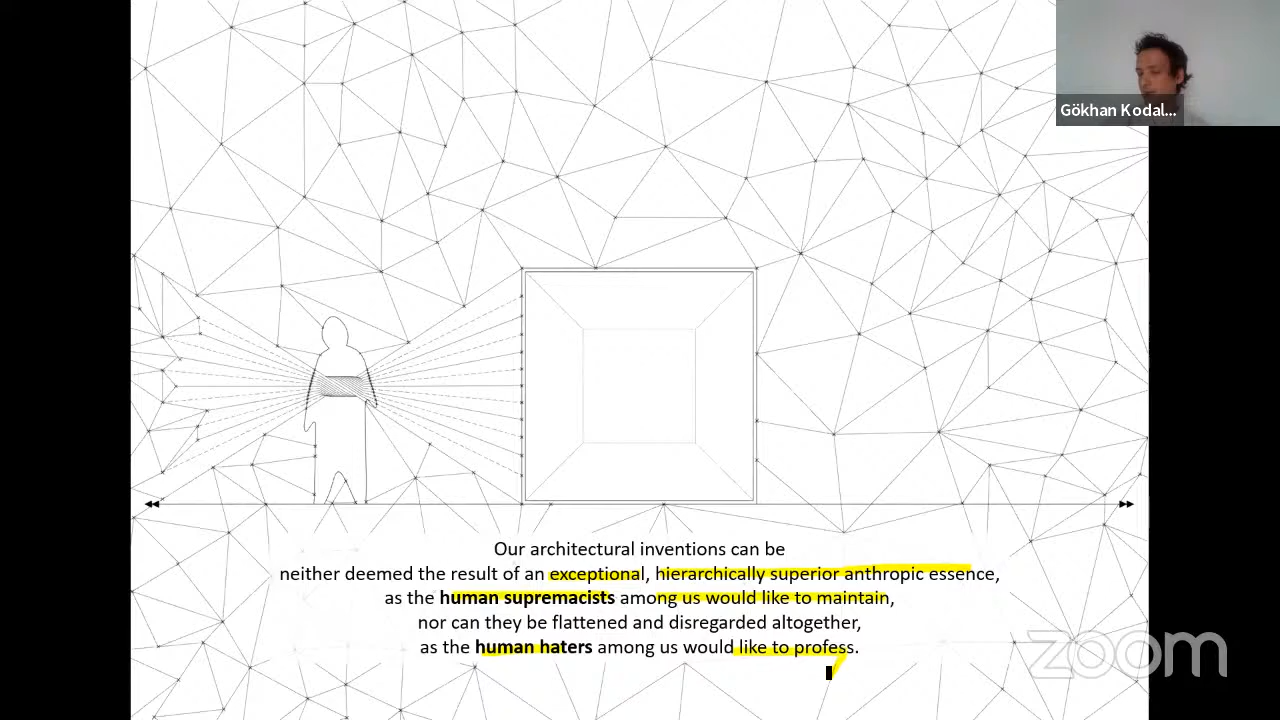 Gökhan Kodal...
Our architectural inventions can be
neither deemed the result of an exceptional, hierarchically superior anthropic essence,
as the human supremacists among us would like to maintain,
nor can they be flattened and disregarded altogether,
as the human haters among us would like to profess.
zoom